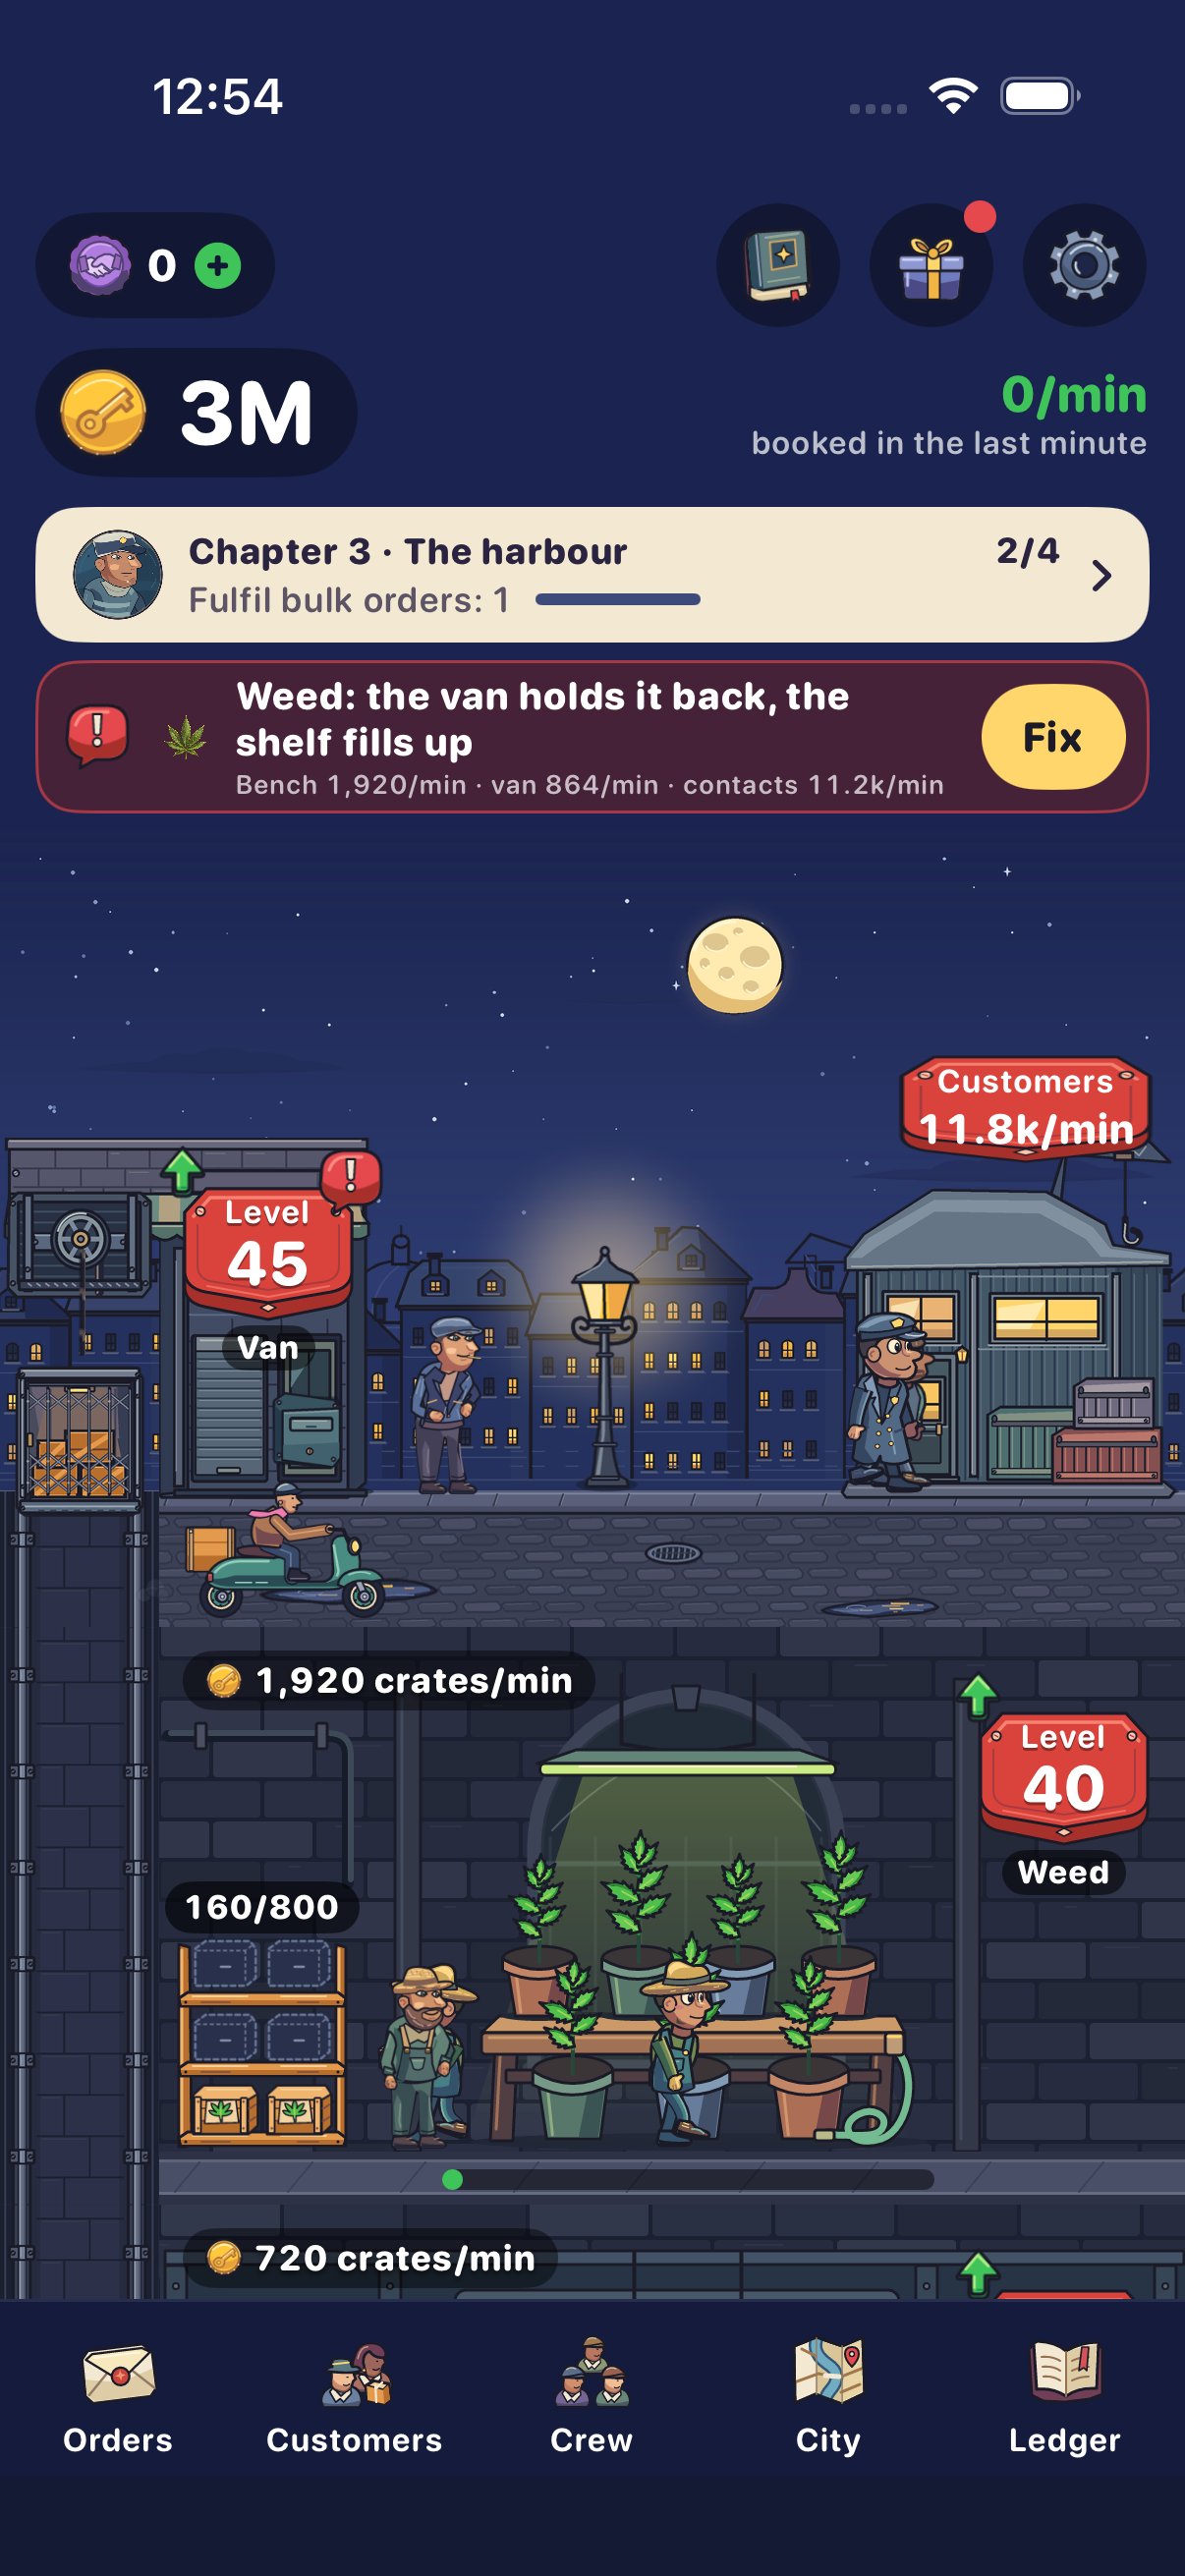 12:54
0
3M
0/min
booked in the last minute
Chapter 3 · The harbour
2/4
Fulfil bulk orders: 1
Weed: the van holds it back, the
shelf fills up
Bench 1,920/min · van 864/min · contacts 11.2k/min
Fix
Customers
11.8k/min
Level
45
Van
1,920 crates/min
Level
40
Weed
160/800
720 crates/min
Orders
Customers
Crew
City
Ledger